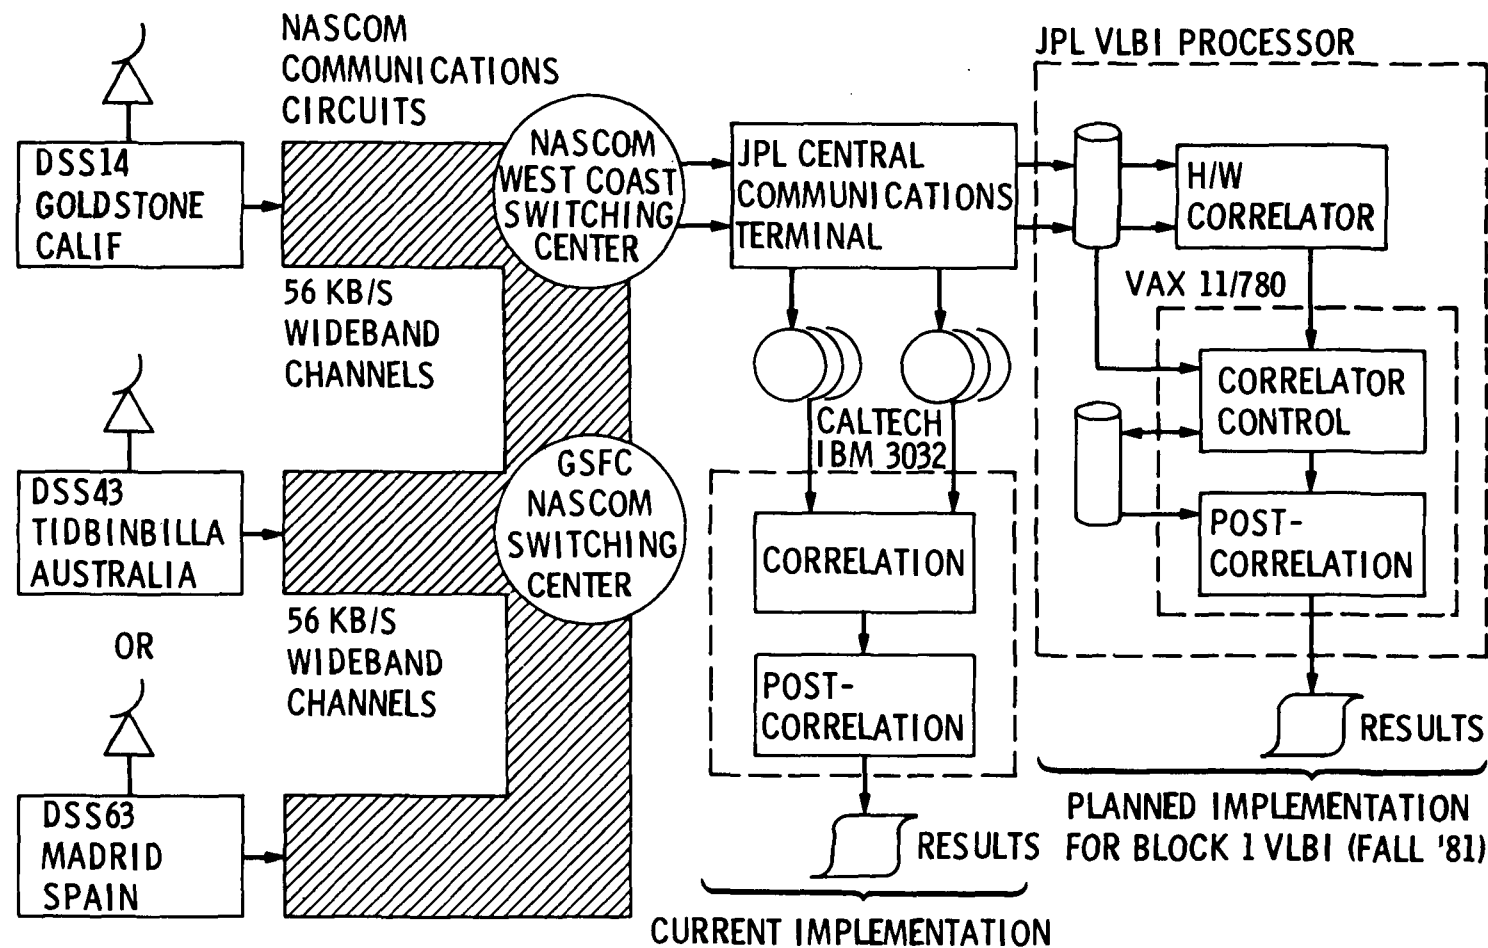 NASCOM
COMMUNICATIONS
CIRCUITS
JPL VLBI PROCESSOR
DSS14
GOLDSTONE
CALIF
NASCOM
WEST COAST
SWITCHING
CENTER
JPL CENTRAL
COMMUNICATIONS
TERMINAL
H/W
CORRELATOR
56 KB/S
WIDEBAND
CHANNELS
VAX 11/780
CORRELATOR
CONTROL
CALTECH
IBM 3032
DSS43
TIDBINBILLA
AUSTRALIA
GSFC
NASCOM
SWITCHING
CENTER
CORRELATION
POST-
CORRELATION
POST-
CORRELATION
OR
56 KB/S
WIDEBAND
CHANNELS
DSS63
MADRID
SPAIN
RESULTS
RESULTS
PLANNED IMPLEMENTATION
FOR BLOCK 1 VLBI (FALL '81)
CURRENT IMPLEMENTATION